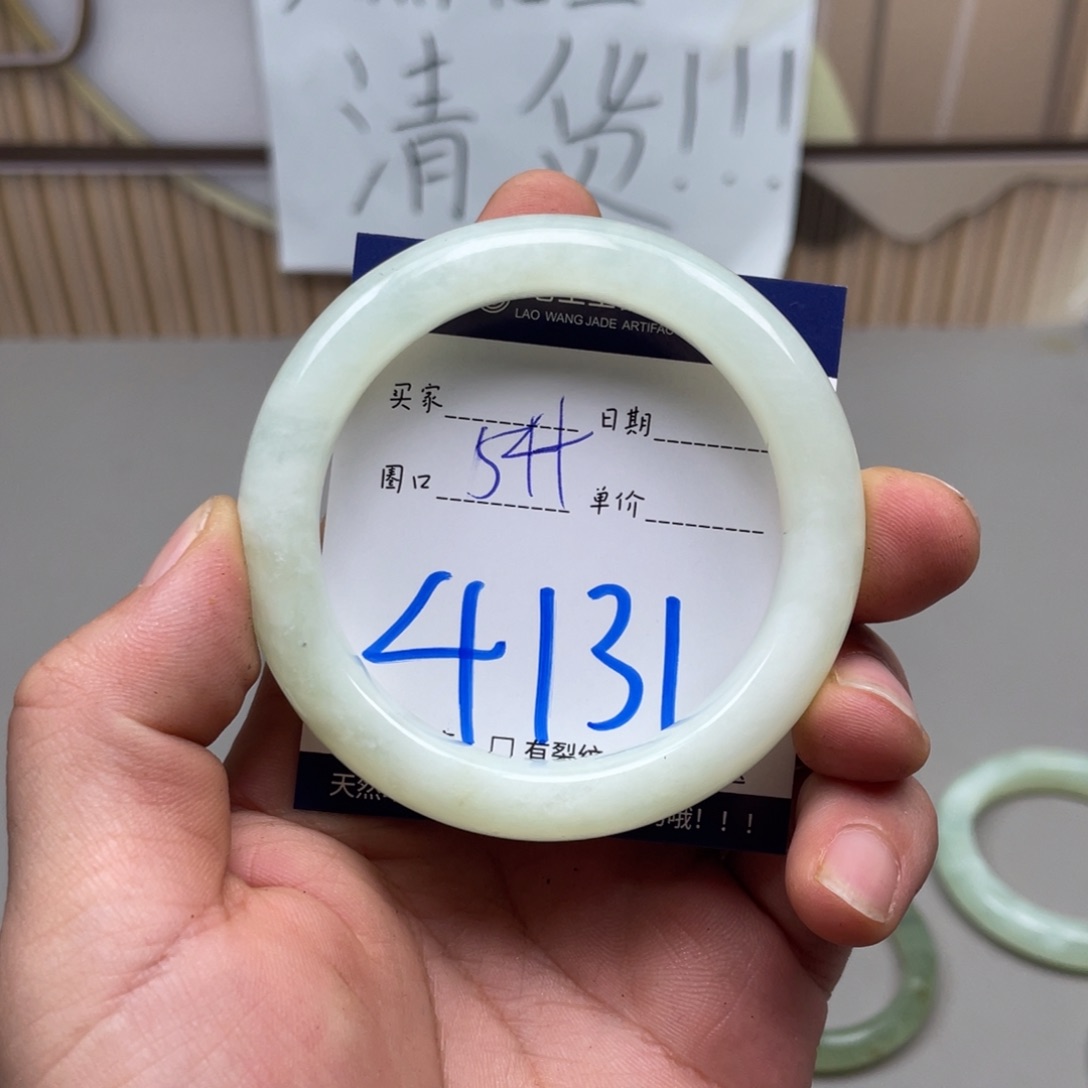 清货!!!
LAO WANG JADE ARTIFAC
买家 日期
圈口 54 单价
4131
□ 有裂纹
天然 哦!!!